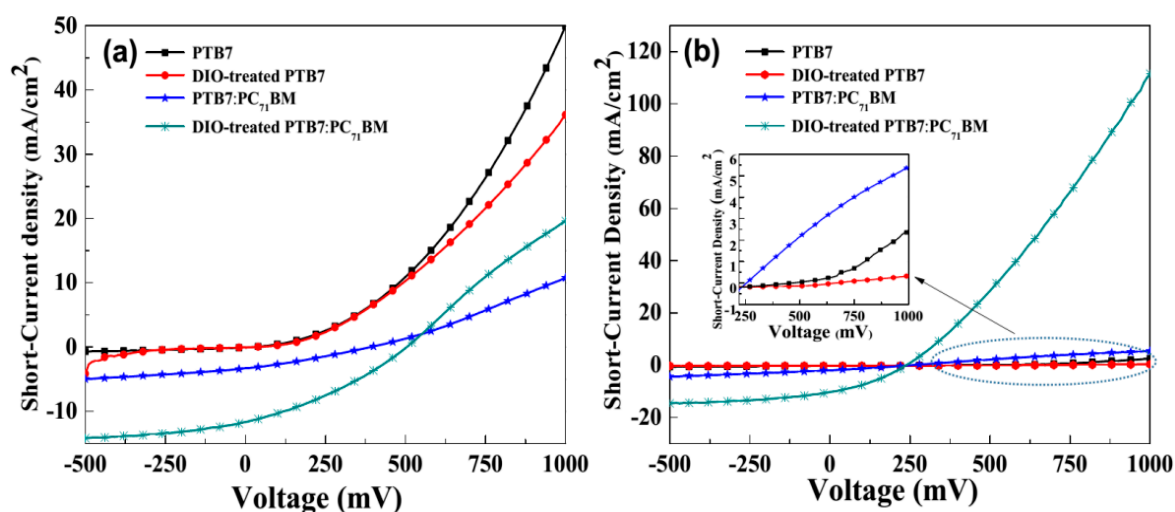 (a)
PTB7
DIO-treated PTB7
PTB7:PC71BM
DIO-treated PTB7:PC71BM
50
40
30
20
10
0
-10
-500 -250 0 250 500 750 1000
Voltage (mV)
Short-Current density (mA/cm2)
(b)
PTB7
DIO-treated PTB7
PTB7:PC71BM
DIO-treated PTB7:PC71BM
120
100
80
60
40
20
0
-20
-500 -250 0 250 500 750 1000
Voltage (mV)
Short-Current Density (mA/cm2)
6
5
4
3
2
1
0
250 500 750 1000
Voltage (mV)
Short-Current Density (mA/cm2)